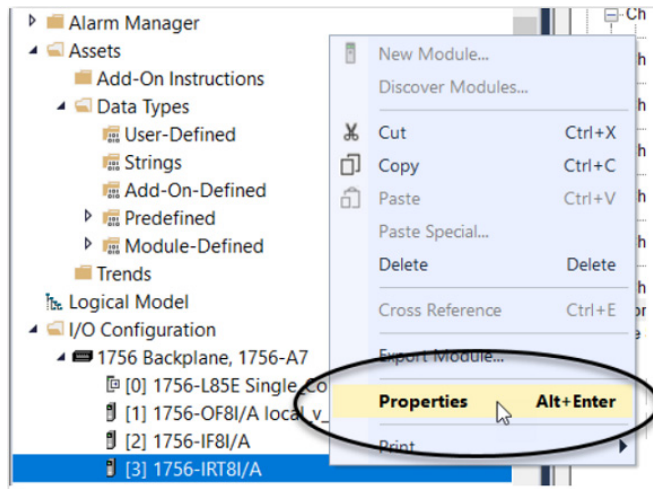 Alarm Manager
Assets
Add-On Instructions
Data Types
User-Defined
Strings
Add-On-Defined
Predefined
Module-Defined
Trends
Logical Model
I/O Configuration
1756 Backplane, 1756-A7
[0] 1756-L85E Single_Co
[1] 1756-OF8I/A local_v_
[2] 1756-IF8I/A
[3] 1756-IRT8I/A
New Module...
Discover Modules...
Cut Ctrl+X
Copy Ctrl+C
Paste Ctrl+V
Paste Special...
Delete Delete
Cross Reference Ctrl+E
Export Module...
Properties Alt+Enter
Print
Ch